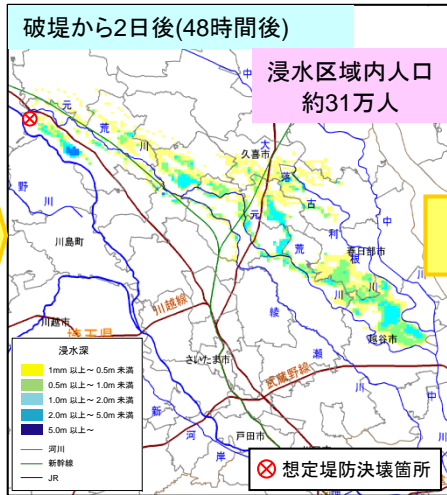 破堤から2日後(48時間後)
浸水区域内人口
約31万人
元
荒
川
野
川
川島町
川越市
埼玉県
川越線
久喜市
大
落
古
利
根
川
中
川
元
荒
川
春日部市
越谷市
綾
瀬
川
さいたま市
武蔵野線
戸田市
新
河
岸
浸水深
1mm 以上～ 0.5m 未満
0.5m 以上～ 1.0m 未満
1.0m 以上～ 2.0m 未満
2.0m 以上～ 5.0m 未満
5.0m 以上～
河川
新幹線
JR
想定堤防決壊箇所